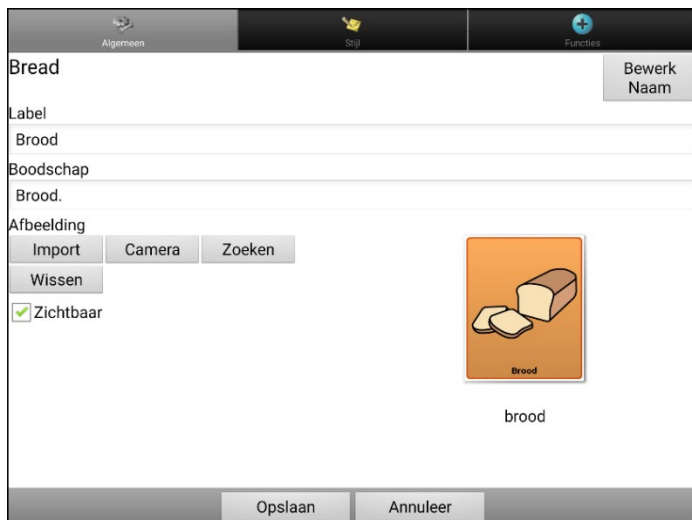 Algemeen
Stijl
Functies
Bread
Bewerk
Naam
Label
Brood
Boodschap
Brood.
Afbeelding
Import
Camera
Zoeken
Wissen
Zichtbaar
Brood
brood
Opslaan
Annuleer